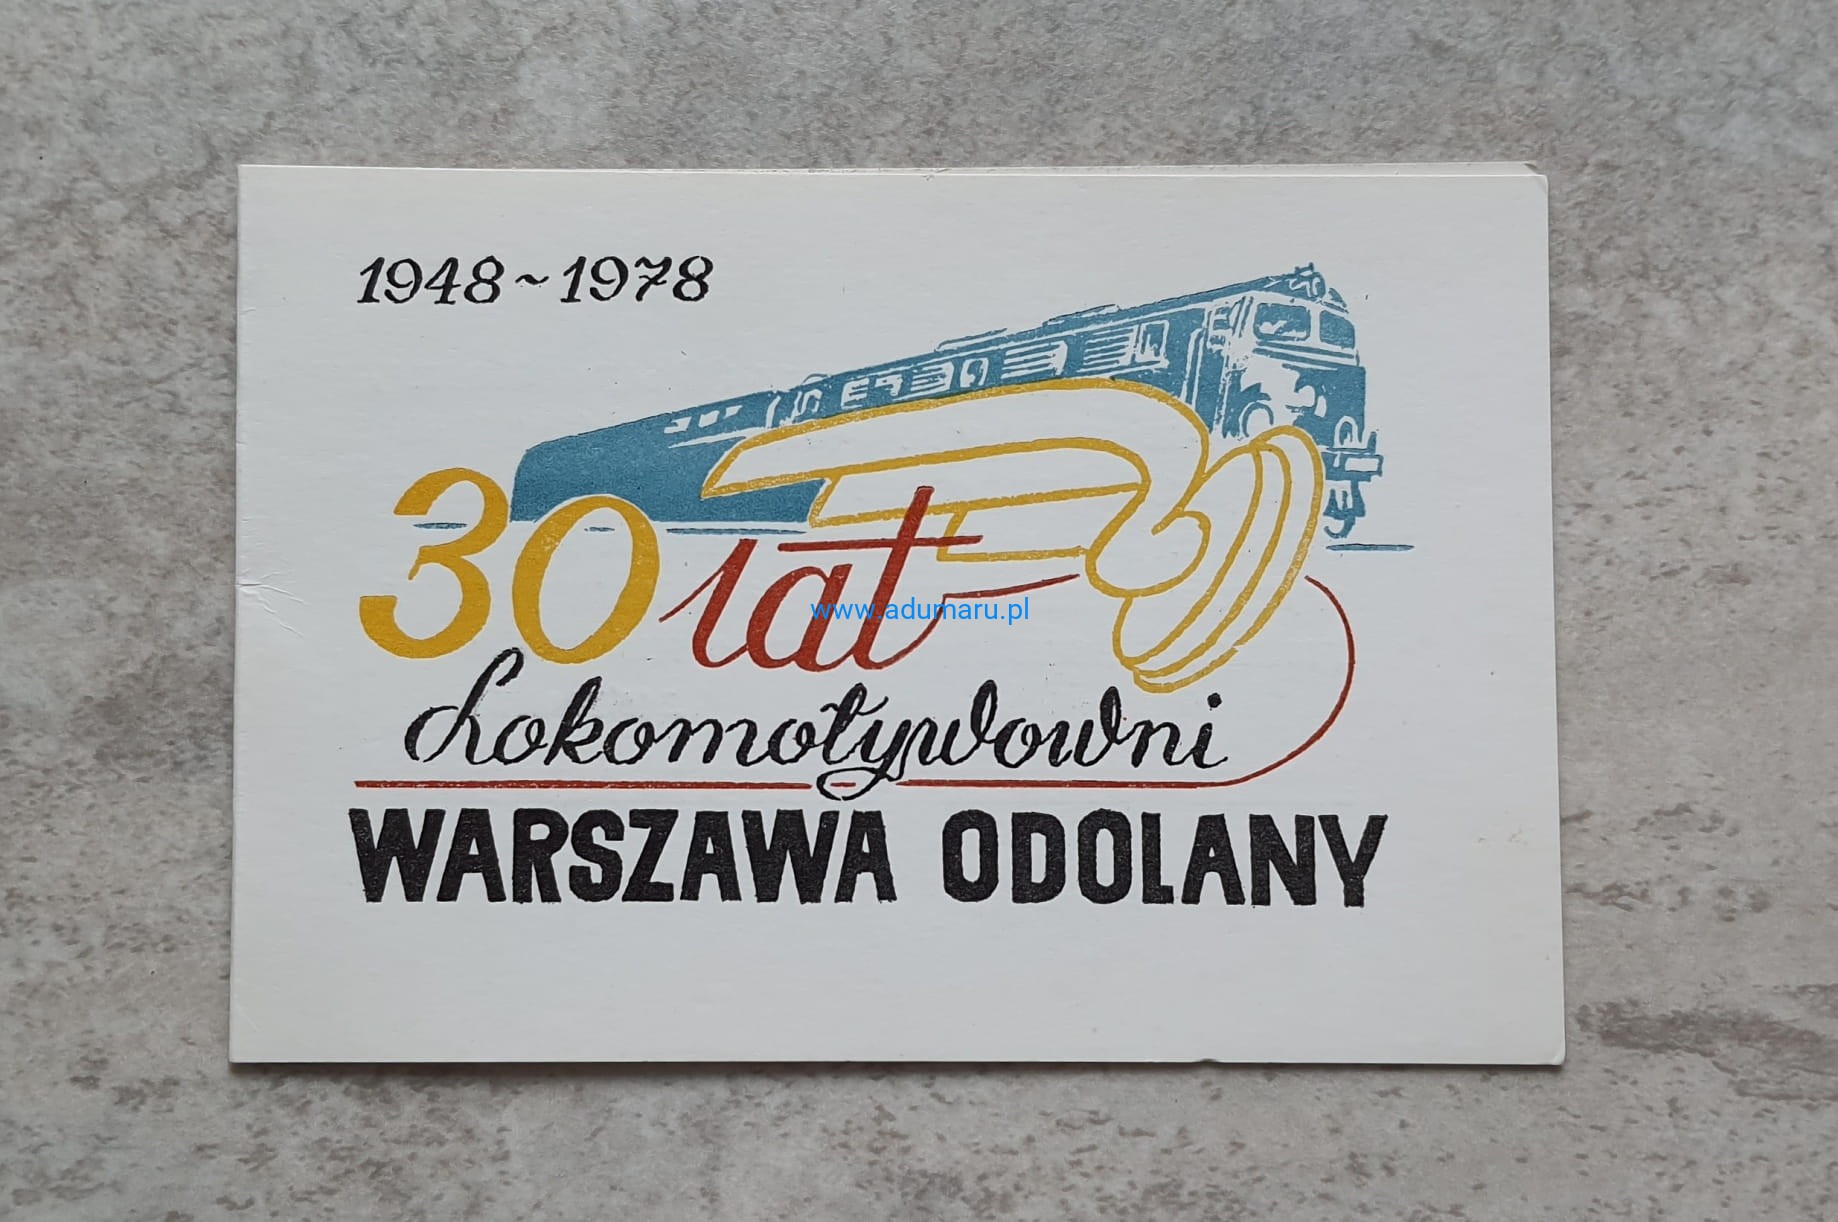 1948~1978
30 lat
www.adumaru.pl
Lokomotywowni
WARSZAWA ODOLANY